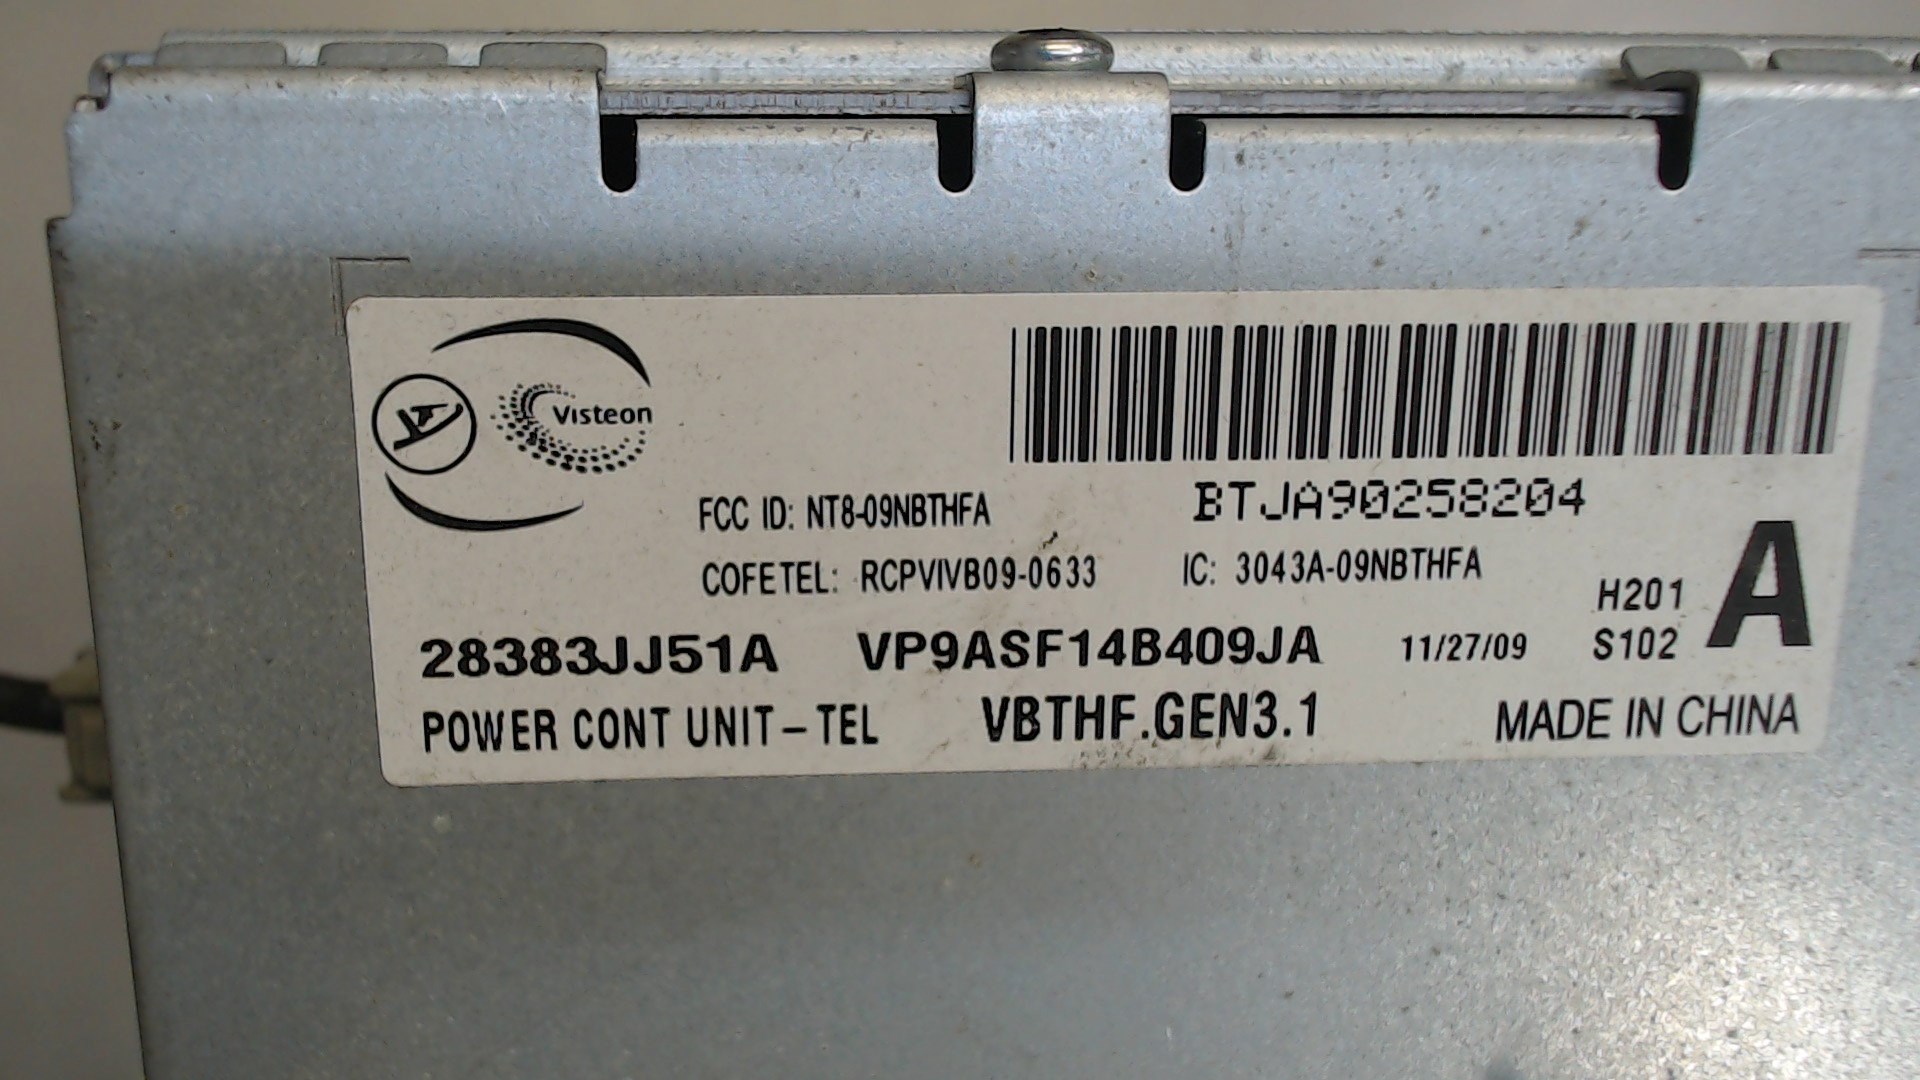 Visteon
BTJA90258204
FCC ID: NT8-09NBTHFA
COFETEL: RCPVIVB09-0633 IC: 3043A-09NBTHFA
H201
A
28383JJ51A VP9ASF14B409JA 11/27/09 S102
POWER CONT UNIT-TEL VBTHF.GEN3.1 MADE IN CHINA